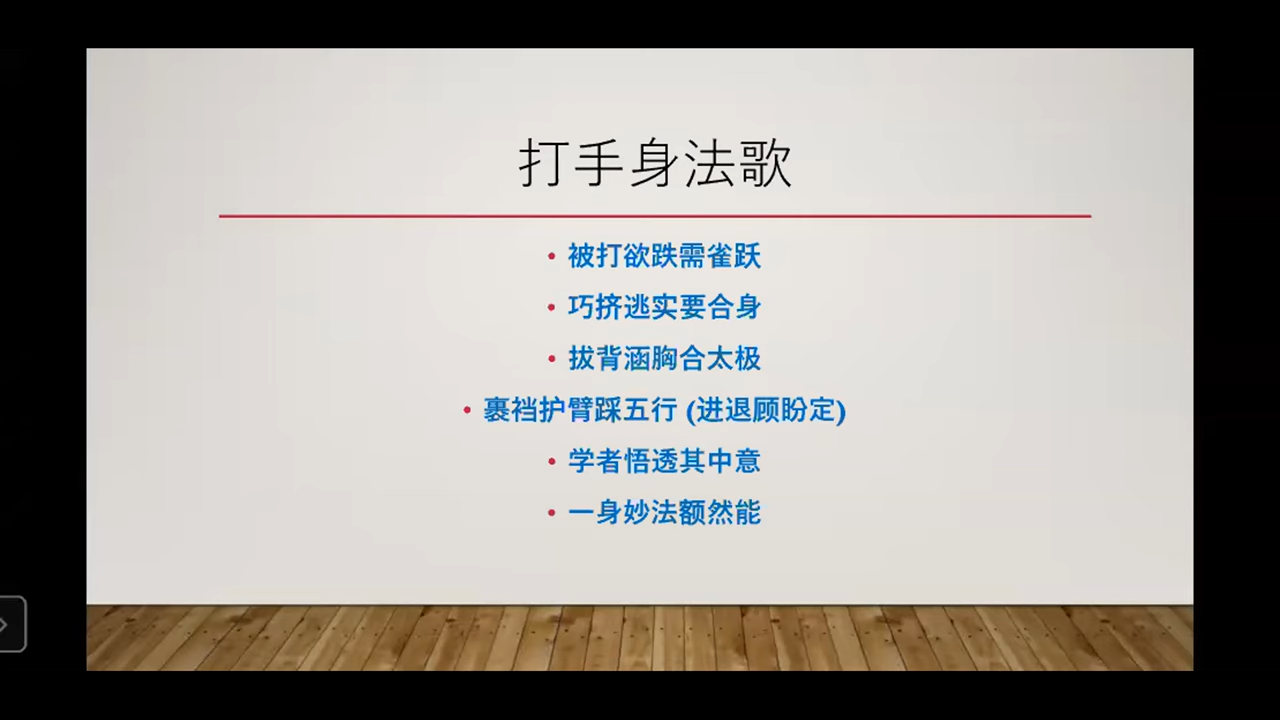 打手身法歌
• 被打欲跌需雀跃
• 巧挤逃实要合身
• 拔背涵胸合太极
• 裹裆护臂踩五行 (进退顾盼定)
• 学者悟透其中意
• 一身妙法额然能